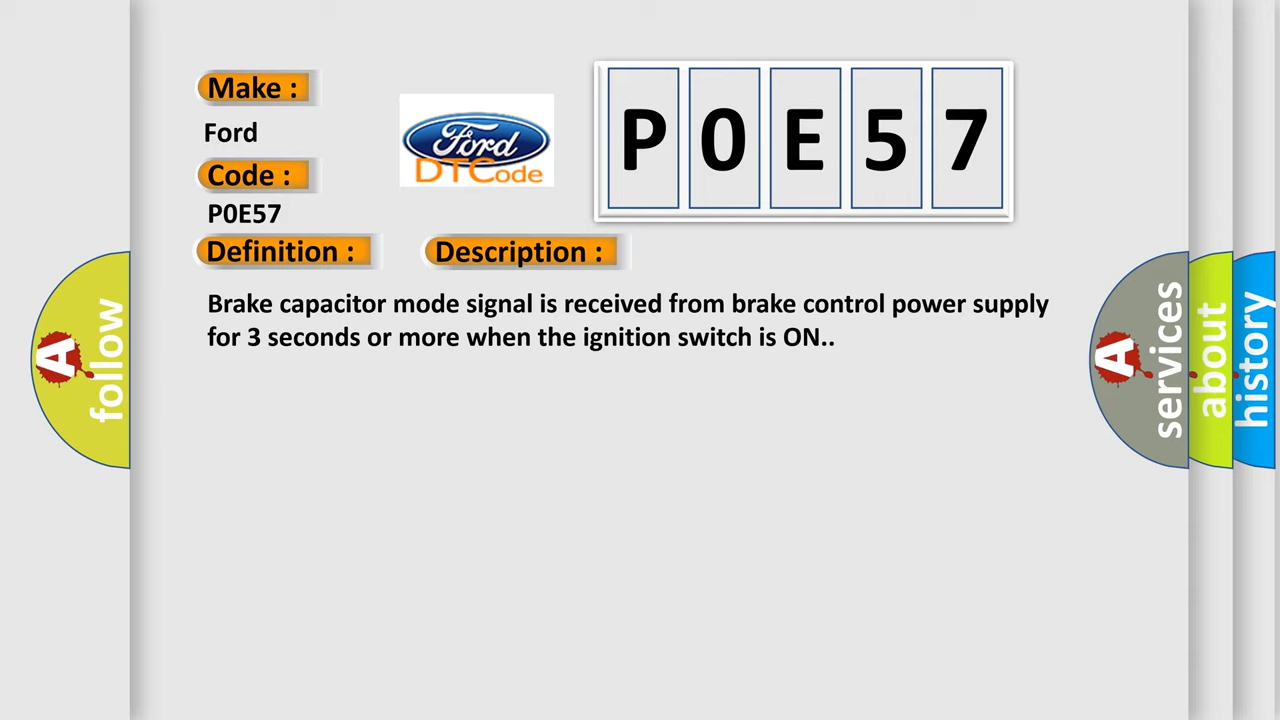 Make :
Ford
Code :
P0E57
Definition :
Description :
Brake capacitor mode signal is received from brake control power supply
for 3 seconds or more when the ignition switch is ON..
Ford
DTCode
P 0 E 5 7
A
follow
A
services
about
history